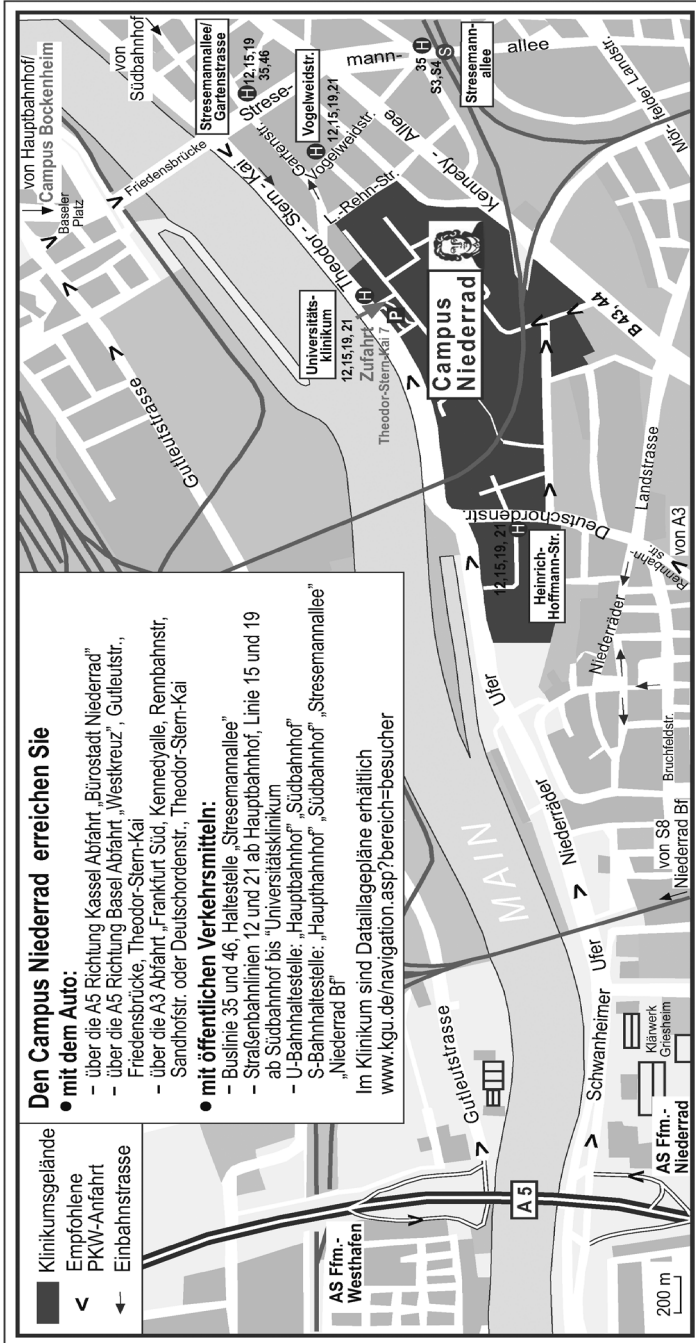 Klinikumsgelände
Empfohlene
PKW-Anfahrt
Einbahnstrasse
Den Campus Niederrad erreichen Sie
• mit dem Auto:
– über die A5 Richtung Kassel Abfahrt „Bürostadt Niederrad”
– über die A5 Richtung Basel Abfahrt „Westkreuz”, Gutleutstr.,
Friedensbrücke, Theodor-Stern-Kai
– über die A3 Abfahrt „Frankfurt Süd, Kennedyalle, Rennbahnstr,
Sandhofstr. oder Deutschordenstr., Theodor-Stern-Kai
• mit öffentlichen Verkehrsmitteln:
– Buslinie 35 und 46, Haltestelle „Stresemannallee”
– Straßenbahnlinien 12 und 21 ab Hauptbahnhof, Linie 15 und 19
ab Südbahnhof bis “Universitätsklinikum
– U-Bahnhaltestelle: „Hauptbahnhof” „Südbahnhof”
S-Bahnhaltestelle: „Haupthahnhof” „Südbahnhof” „Stresemannallee”
„Niederrad Bf”
Im Klinikum sind Dataillagepläne erhältlich
www.kgu.de/navigation.asp?bereich=besucher
von Hauptbahnhof/
Campus Bockenheim
Baseler
Platz
von
Südbahnhof
Friedensbrücke
Stresemannallee/
Gartenstrasse
H 12,15,19
35,46
Strese-
mann-
allee
Gartenstr.
Vogelweidstr.
H 12,15,19,21
Vogelweidstr.
35 H
S3,S4 S
Stresemann-
allee
Mör-
felder Landstr.
Kennedy - Allee
L.-Rehn-Str.
Theodor - Stern - Kai
Gutleutstrasse
Universitäts-
klinikum
12,15,19, 21 H
Zufahrt
Theodor-Stern-Kai 7
P
Campus
Niederrad
B 43, 44
Deutschordenstr.
12,15,19, 21 H
Heinrich-
Hoffmann-Str.
Landstrasse
Niederräder
Rennbahn-
str.
von A3
Bruchfeldstr.
von S8
Niederrad Bf
MAIN
Niederräder
Ufer
Gutleutstrasse
Schwanheimer
Ufer
Klärwerk
Griesheim
A 5
AS Ffm.-
Westhafen
AS Ffm.-
Niederrad
200 m